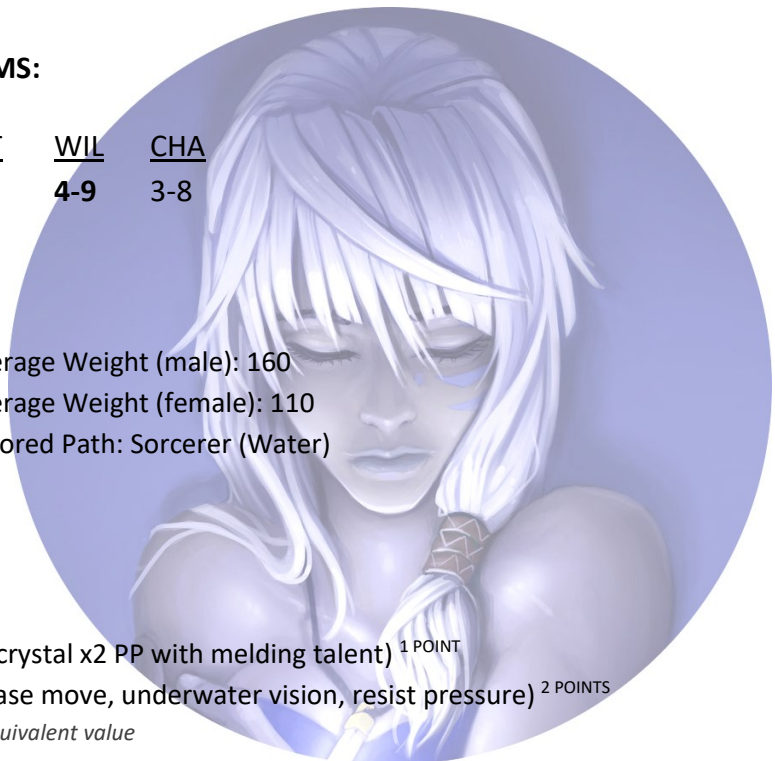 MS:
WIL CHA
4-9 3-8
erage Weight (male): 160
erage Weight (female): 110
ored Path: Sorcerer (Water)
crystal x2 PP with melding talent) 1 POINT
ase move, underwater vision, resist pressure) 2 POINTS
uivalent value